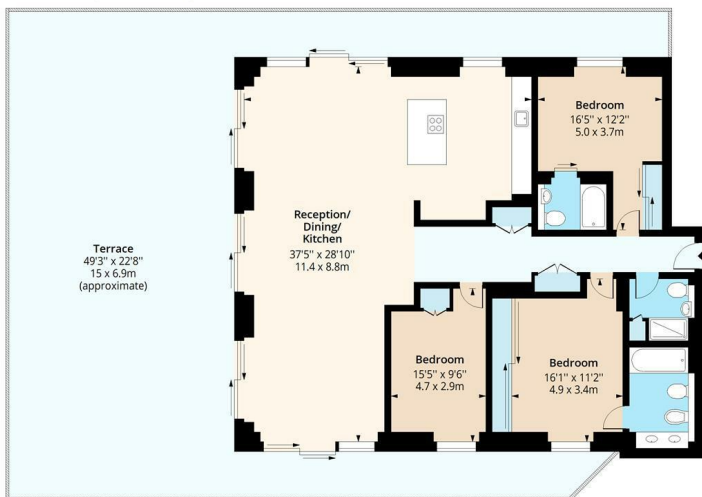 Bedroom
16'5" x 12'2"
5.0 x 3.7m
Reception/
Dining/
Kitchen
37'5" x 28'10"
11.4 x 8.8m
Terrace
49'3" x 22'8"
15 x 6.9m
(approximate)
Bedroom
15'5" x 9'6"
4.7 x 2.9m
Bedroom
16'1" x 11'2"
4.9 x 3.4m